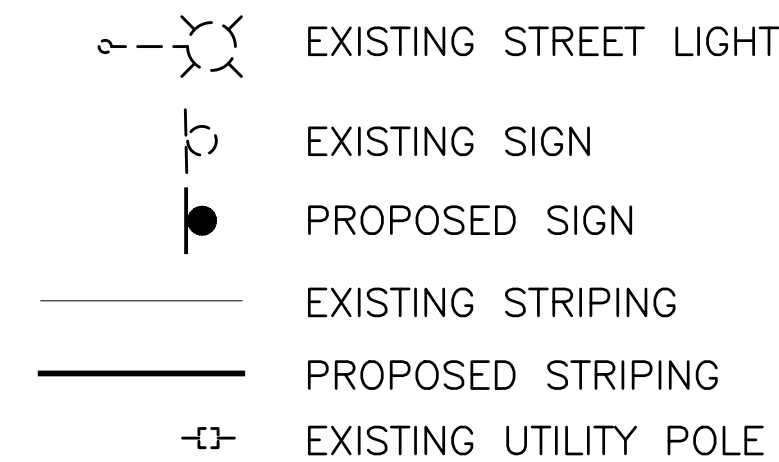 EXISTING STREET LIGHT
EXISTING SIGN
PROPOSED SIGN
EXISTING STRIPING
PROPOSED STRIPING
EXISTING UTILITY POLE